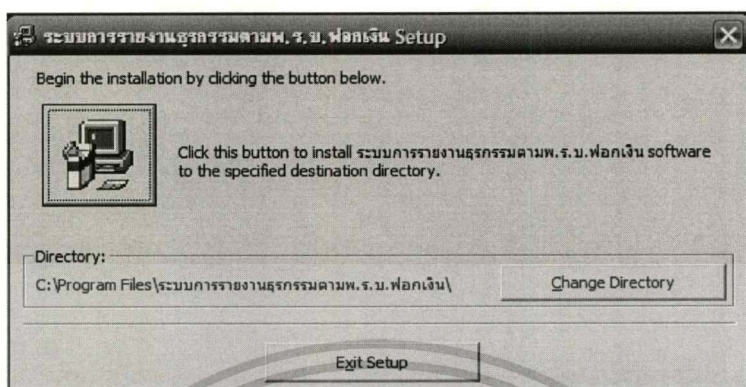 ระบบการรายงานธุรกรรมตามพ.ร.บ.ฟอกเงิน Setup
Begin the installation by clicking the button below.
Click this button to install ระบบการรายงานธุรกรรมตามพ.ร.บ.ฟอกเงิน software
to the specified destination directory.
Directory:
C:\Program Files\ระบบการรายงานธุรกรรมตามพ.ร.บ.ฟอกเงิน\
Change Directory
Exit Setup